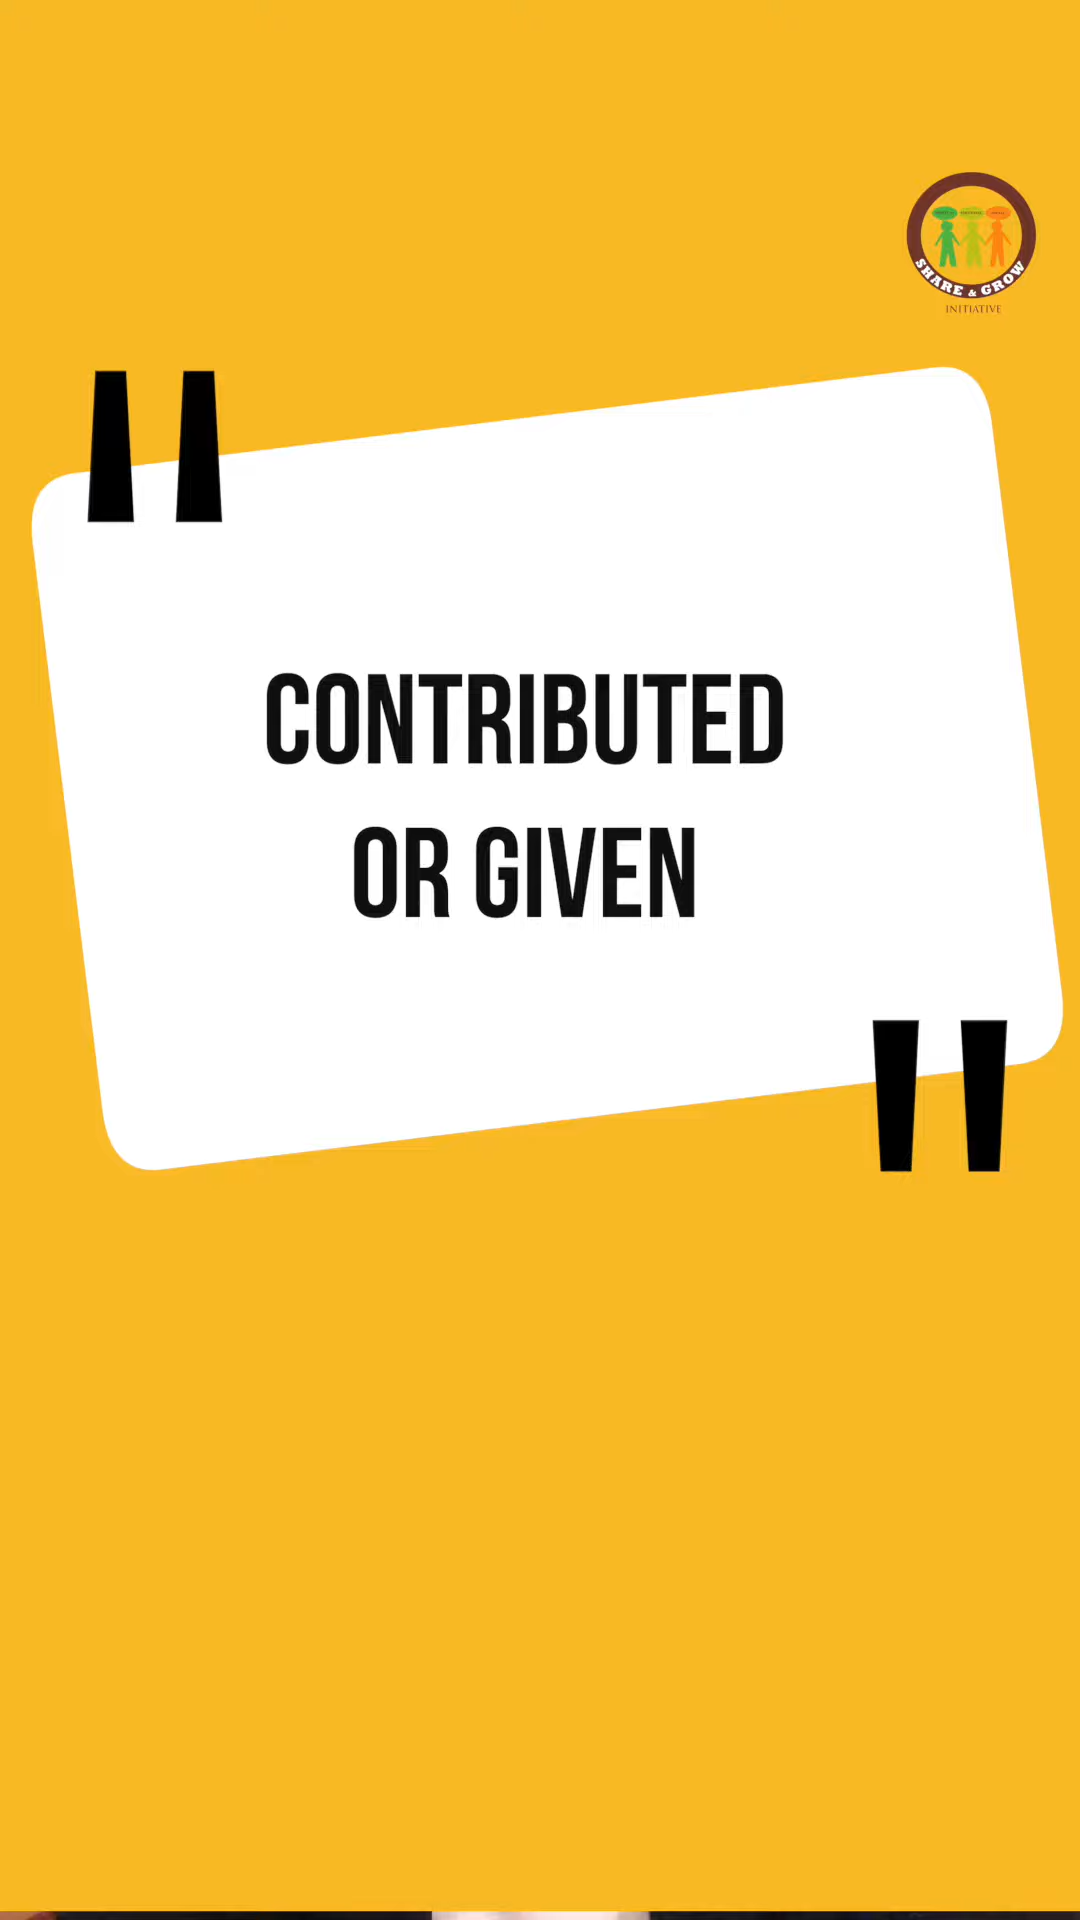 SHARE & GROW
INITIATIVE
"
CONTRIBUTED
OR GIVEN
"